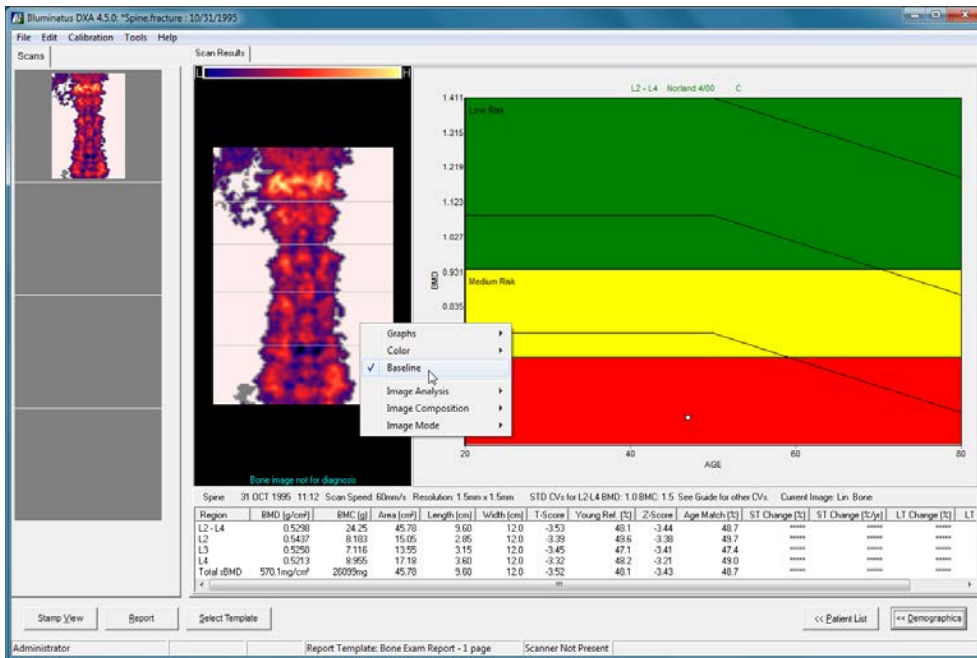 Illuminatus DXA 4.5.0: *Spine.fracture : 10/31/1995
File Edit Calibration Tools Help
Scans
Scan Results
L H
L2 - L4 Norland 4/00 C
1.411
Low Risk
1.315
1.219
1.123
1.027
0.931
Medium Risk
BMD
0.835
Graphs
Color
Baseline
Image Analysis
Image Composition
Image Mode
20 40 60 80
AGE
Bone image not for diagnosis
Spine 31 OCT 1995 11:12 Scan Speed: 60mm/s Resolution: 1.5mm x 1.5mm STD CVs for L2-L4 BMD: 1.0 BMC: 1.5 See Guide for other CVs. Current Image: Lin Bone
Region BMD (g/cm²) BMC (g) Area (cm²) Length (cm) Width (cm) T-Score Young Rel. (%) Z-Score Age Match (%) ST Change (%) ST Change (%/yr) LT Change (%) LT
L2 - L4 0.5298 24.25 45.78 9.60 12.0 -3.53 48.1 -3.44 48.7 ***** ***** *****
L2 0.5437 8.183 15.05 2.85 12.0 -3.39 49.6 -3.38 49.7 ***** ***** *****
L3 0.5250 7.116 13.55 3.15 12.0 -3.45 47.1 -3.41 47.4 ***** ***** *****
L4 0.5213 8.955 17.18 3.60 12.0 -3.32 48.2 -3.21 49.0 ***** ***** *****
Total sBMD 570.1mg/cm² 26099mg 45.78 9.60 12.0 -3.52 48.1 -3.43 48.7 ***** ***** *****
Stamp View Report Select Template << Patient List << Demographics
Administrator Report Template: Bone Exam Report - 1 page Scanner Not Present